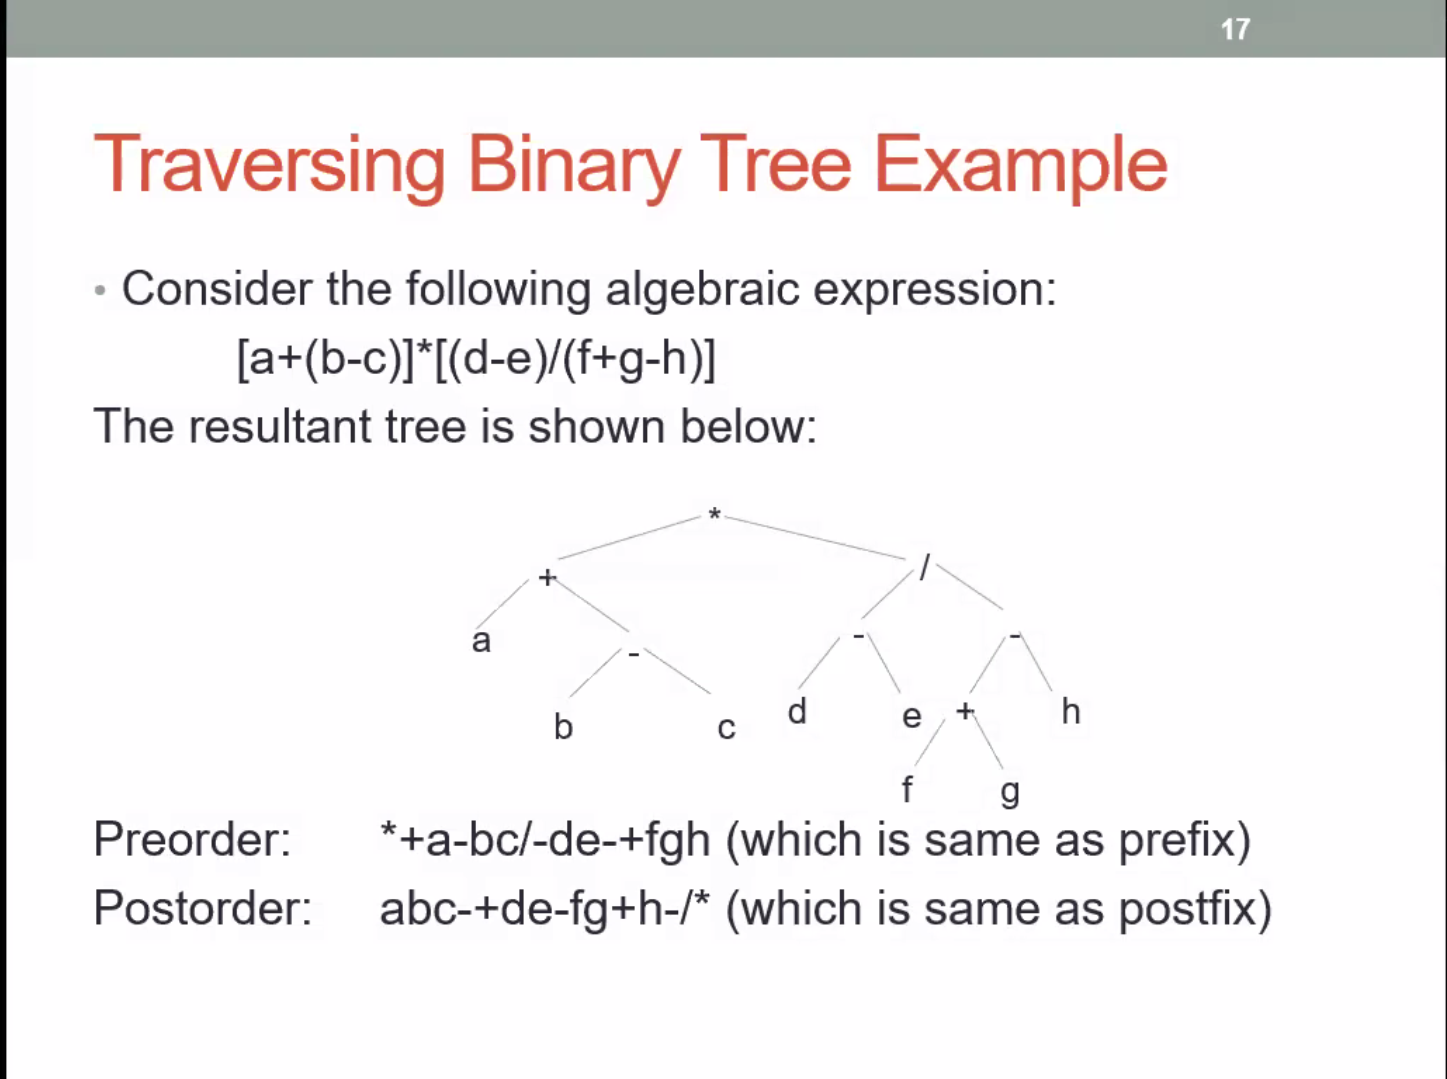 17
Traversing Binary Tree Example
• Consider the following algebraic expression:
[a+(b-c)]*[(d-e)/(f+g-h)]
The resultant tree is shown below:
*
+ /
a - - -
b c d e + h
f g
Preorder: *+a-bc/-de-+fgh (which is same as prefix)
Postorder: abc-+de-fg+h-/* (which is same as postfix)